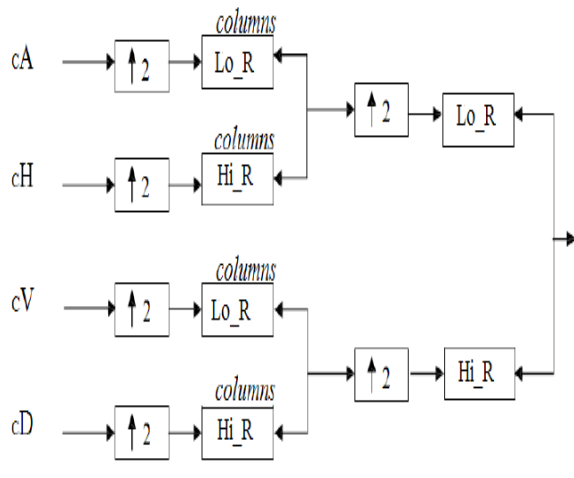 columns
cA ↑2 Lo_R
↑2 Lo_R
columns
cH ↑2 Hi_R
columns
cV ↑2 Lo_R
↑2 Hi_R
columns
cD ↑2 Hi_R